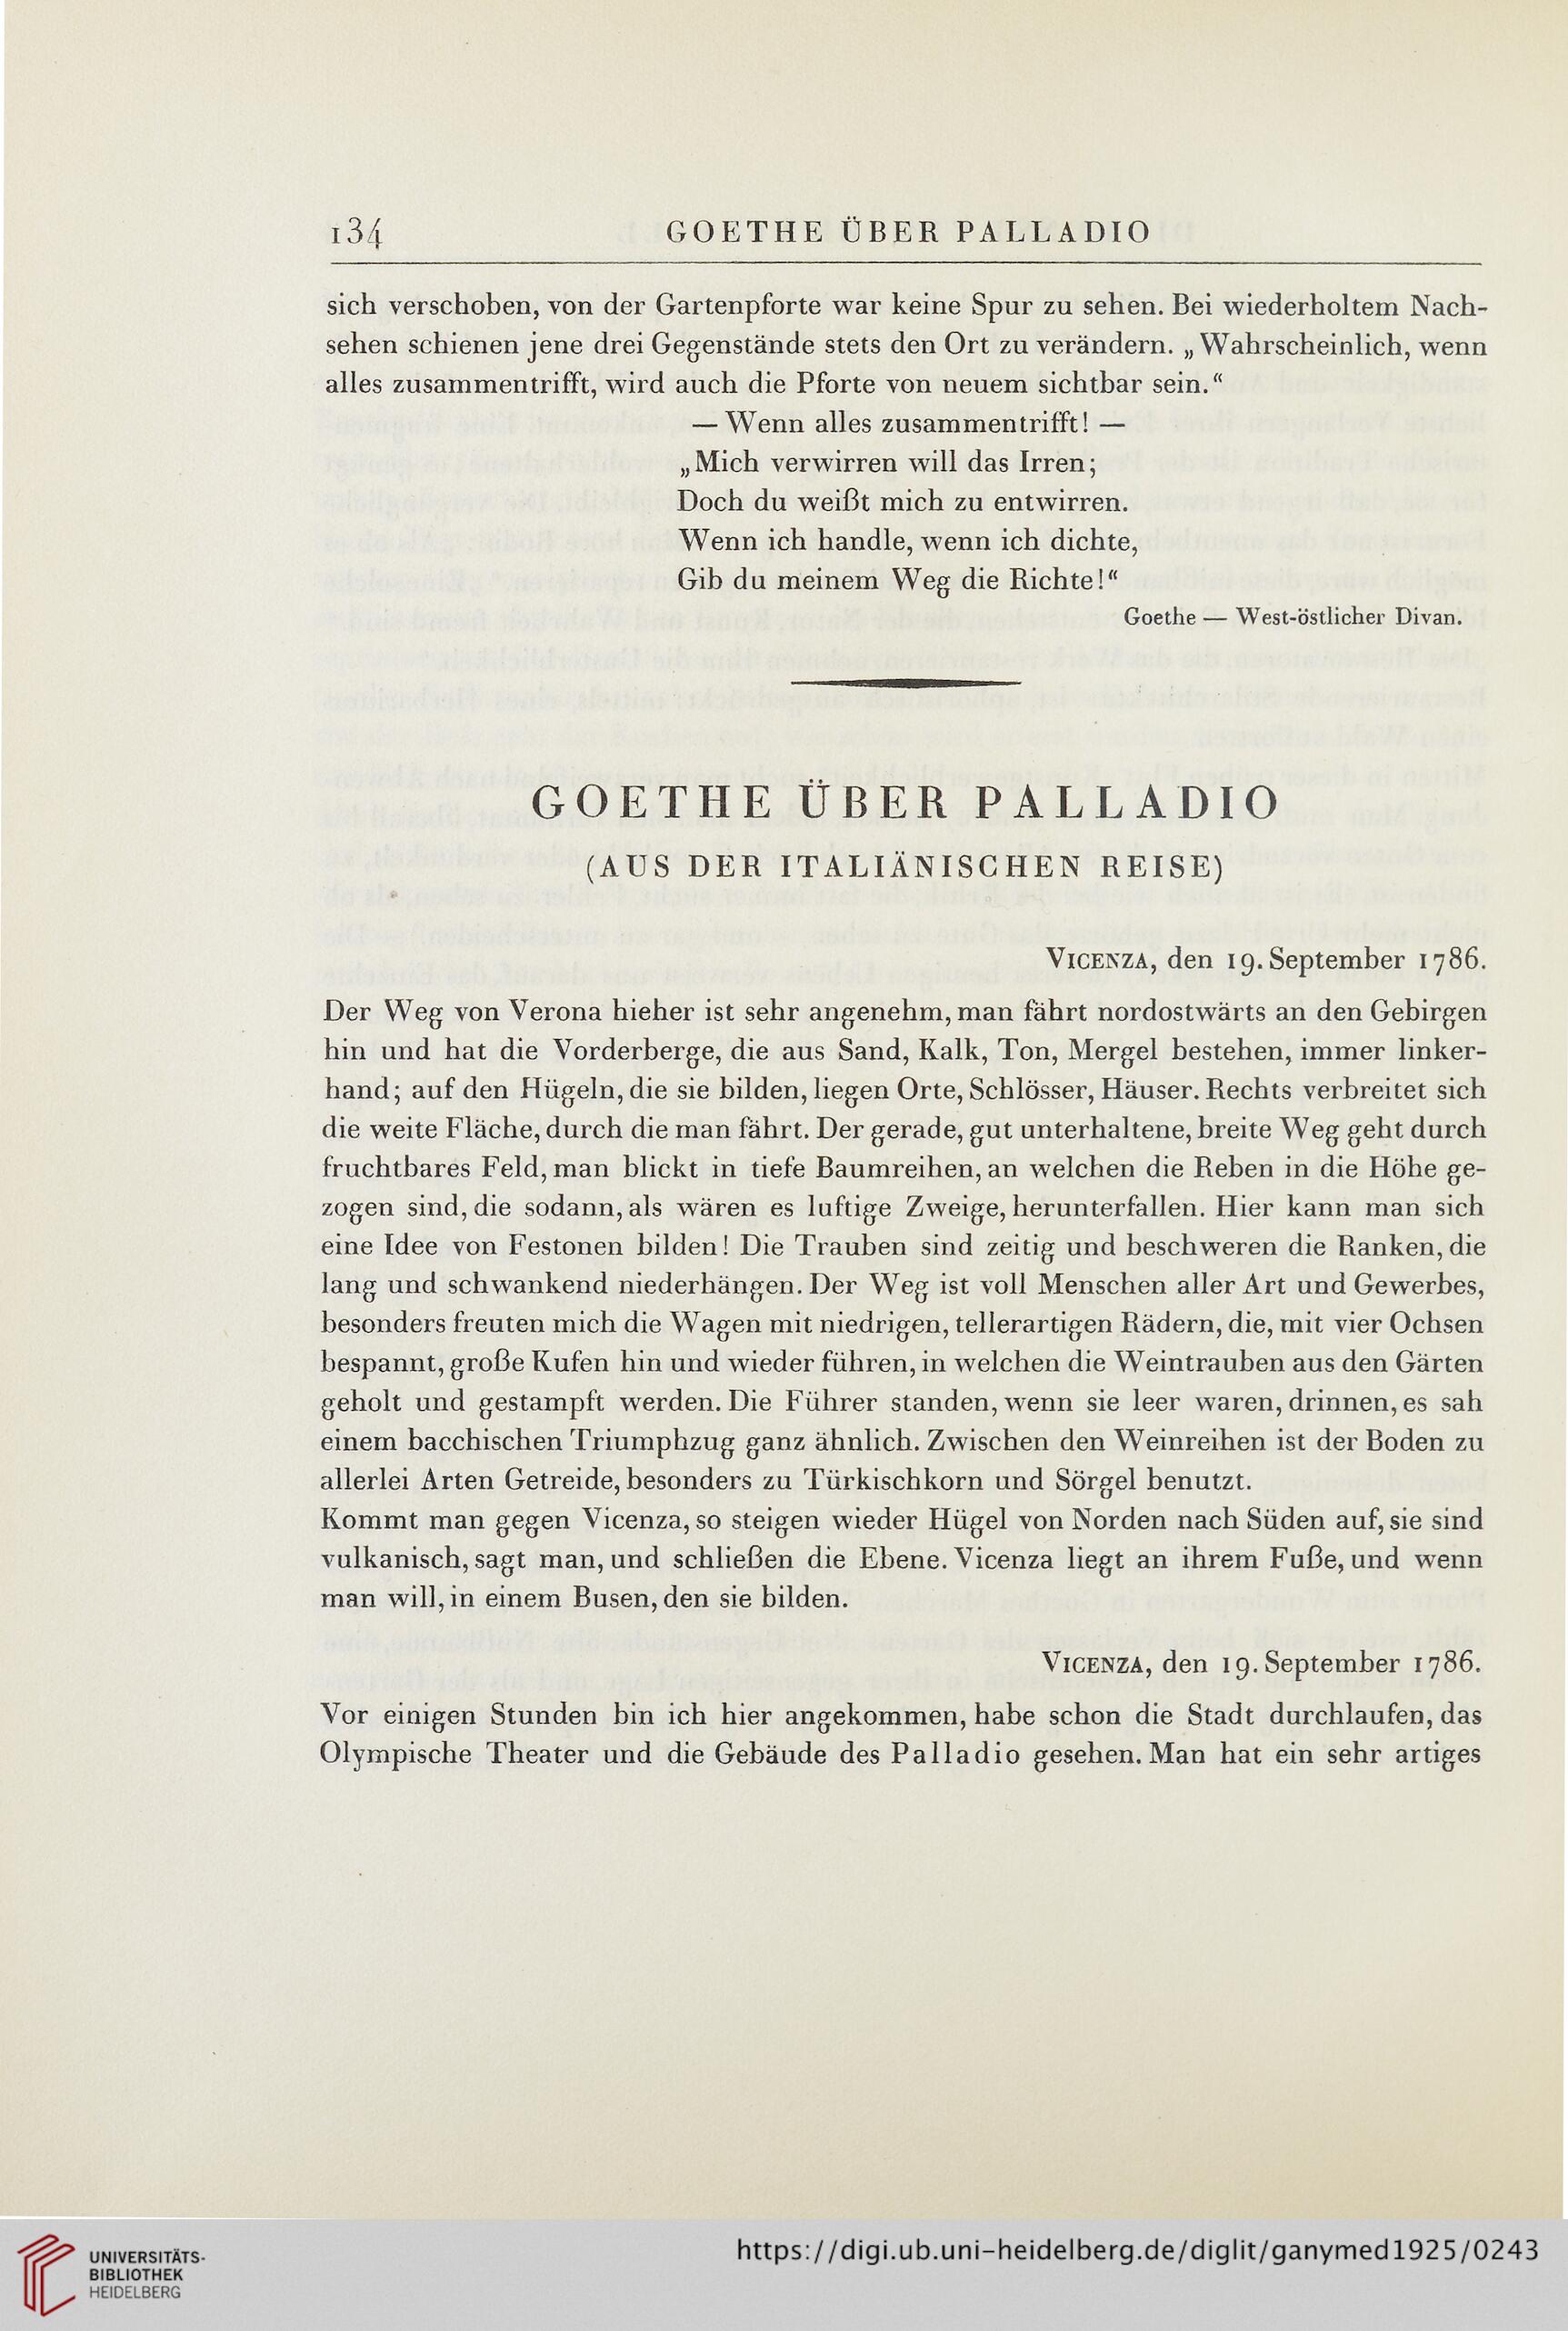 134
GOETHE ÜBER PALLADIO
sich verschoben, von der Gartenpforte war keine Spur zu sehen. Bei wiederholtem Nach-
sehen schienen jene drei Gegenstände stets den Ort zu verändern. „Wahrscheinlich, wenn
alles zusammentrifft, wird auch die Pforte von neuem sichtbar sein.“
— Wenn alles zusammentrifft! —
„Mich verwirren will das Irren;
Doch du weißt mich zu entwirren.
Wenn ich handle, wenn ich dichte,
Gib du meinem Weg die Richte!“
Goethe — West-östlicher Divan.
GOETHE ÜBER PALLADIO
(AUS DER ITALIÄNISCHEN REISE)
VICENZA, den 19. September 1786.
Der Weg von Verona hieher ist sehr angenehm, man fährt nordostwärts an den Gebirgen
hin und hat die Vorderberge, die aus Sand, Kalk, Ton, Mergel bestehen, immer linker-
hand; auf den Hügeln, die sie bilden, liegen Orte, Schlösser, Häuser. Rechts verbreitet sich
die weite Fläche, durch die man fährt. Der gerade, gut unterhaltene, breite Weg geht durch
fruchtbares Feld, man blickt in tiefe Baumreihen, an welchen die Reben in die Höhe ge-
zogen sind, die sodann, als wären es luftige Zweige, herunterfallen. Hier kann man sich
eine Idee von Festonen bilden! Die Trauben sind zeitig und beschweren die Ranken, die
lang und schwankend niederhängen. Der Weg ist voll Menschen aller Art und Gewerbes,
besonders freuten mich die Wagen mit niedrigen, tellerartigen Rädern, die, mit vier Ochsen
bespannt, große Kufen hin und wieder führen, in welchen die Weintrauben aus den Gärten
geholt und gestampft werden. Die Führer standen, wenn sie leer waren, drinnen, es sah
einem bacchischen Triumphzug ganz ähnlich. Zwischen den Weinreihen ist der Boden zu
allerlei Arten Getreide, besonders zu Türkischkorn und Sörgel benutzt.
Kommt man gegen Vicenza, so steigen wieder Hügel von Norden nach Süden auf, sie sind
vulkanisch, sagt man, und schließen die Ebene. Vicenza liegt an ihrem Fuße, und wenn
man will, in einem Busen, den sie bilden.
VICENZA, den 19. September 1786.
Vor einigen Stunden bin ich hier angekommen, habe schon die Stadt durchlaufen, das
Olympische Theater und die Gebäude des Palladio gesehen. Man hat ein sehr artiges
UNIVERSITÄTS-
BIBLIOTHEK
HEIDELBERG
https://digi.ub.uni-heidelberg.de/diglit/ganymed1925/0243